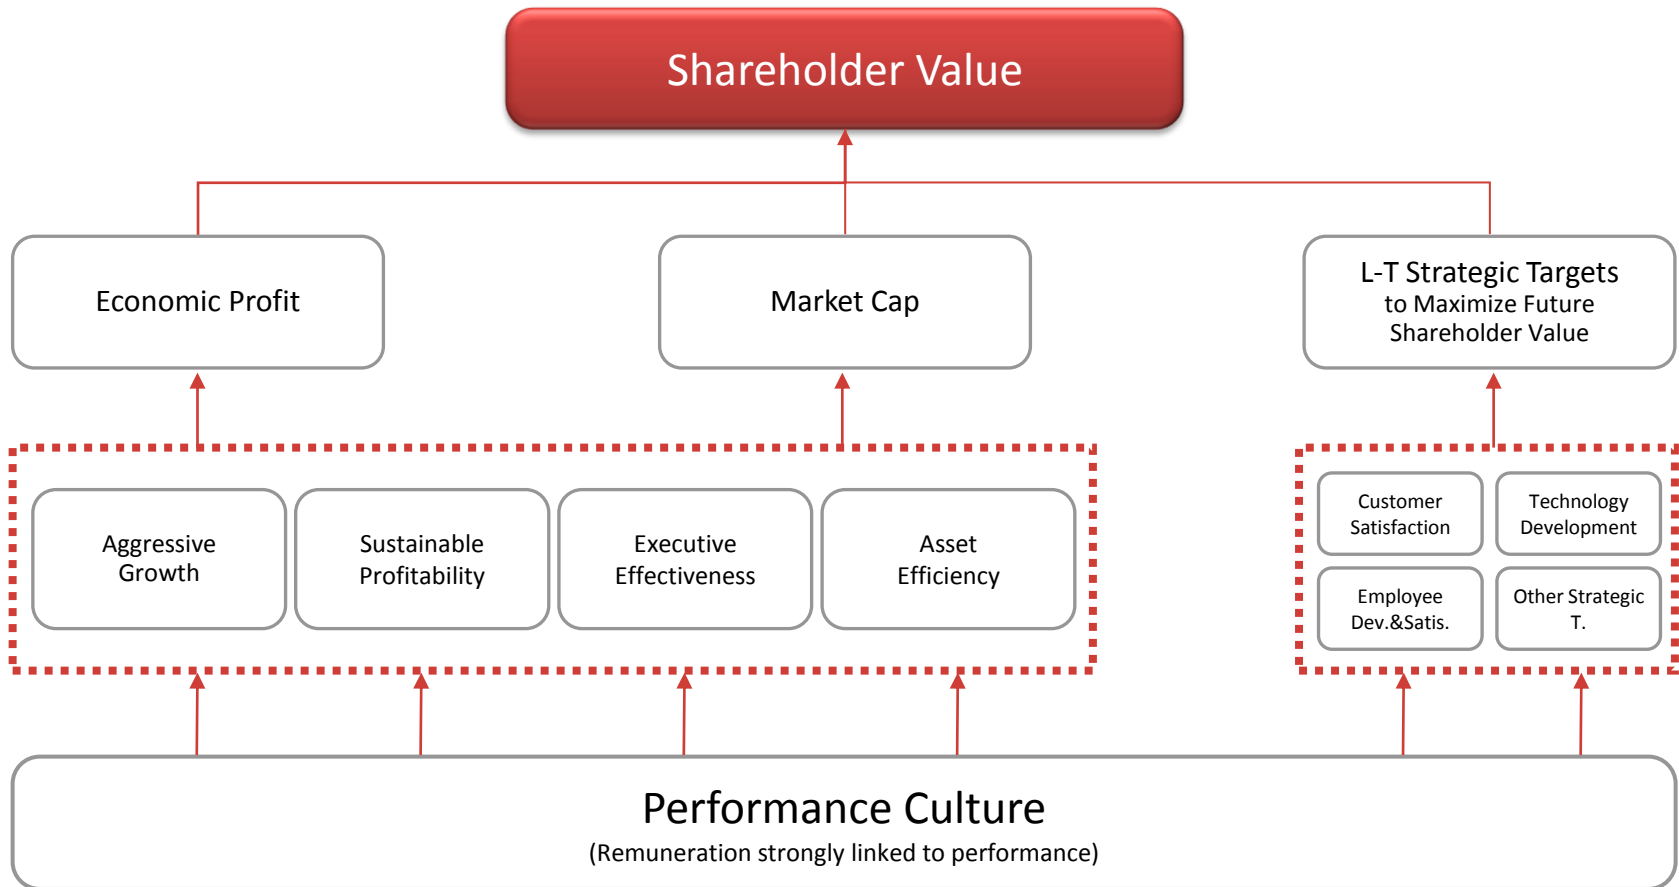 Shareholder Value
Economic Profit
Market Cap
L-T Strategic Targets
to Maximize Future
Shareholder Value
Aggressive
Growth
Sustainable
Profitability
Executive
Effectiveness
Asset
Efficiency
Customer
Satisfaction
Technology
Development
Employee
Dev.&Satis.
Other Strategic
T.
Performance Culture
(Remuneration strongly linked to performance)